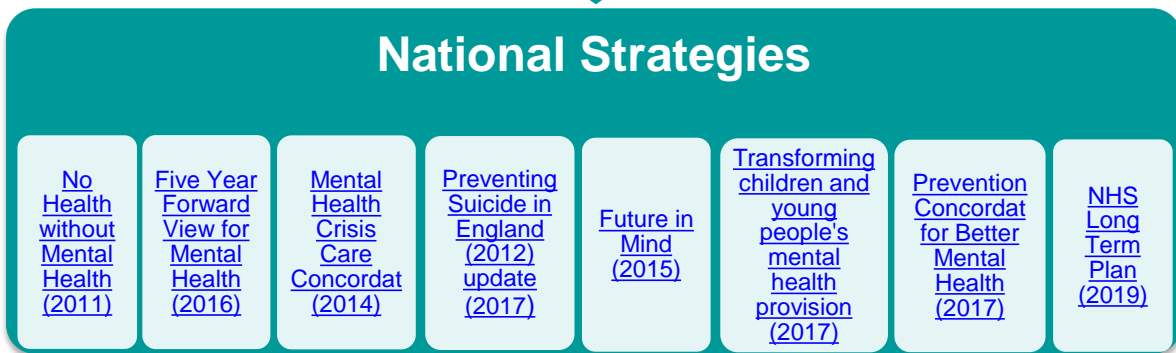 National Strategies
No
Health
without
Mental
Health
(2011)
Five Year
Forward
View for
Mental
Health
(2016)
Mental
Health
Crisis
Care
Concordat
(2014)
Preventing
Suicide in
England
(2012)
update
(2017)
Future in
Mind
(2015)
Transforming
children and
young
people's
mental
health
provision
(2017)
Prevention
Concordat
for Better
Mental
Health
(2017)
NHS
Long
Term
Plan
(2019)